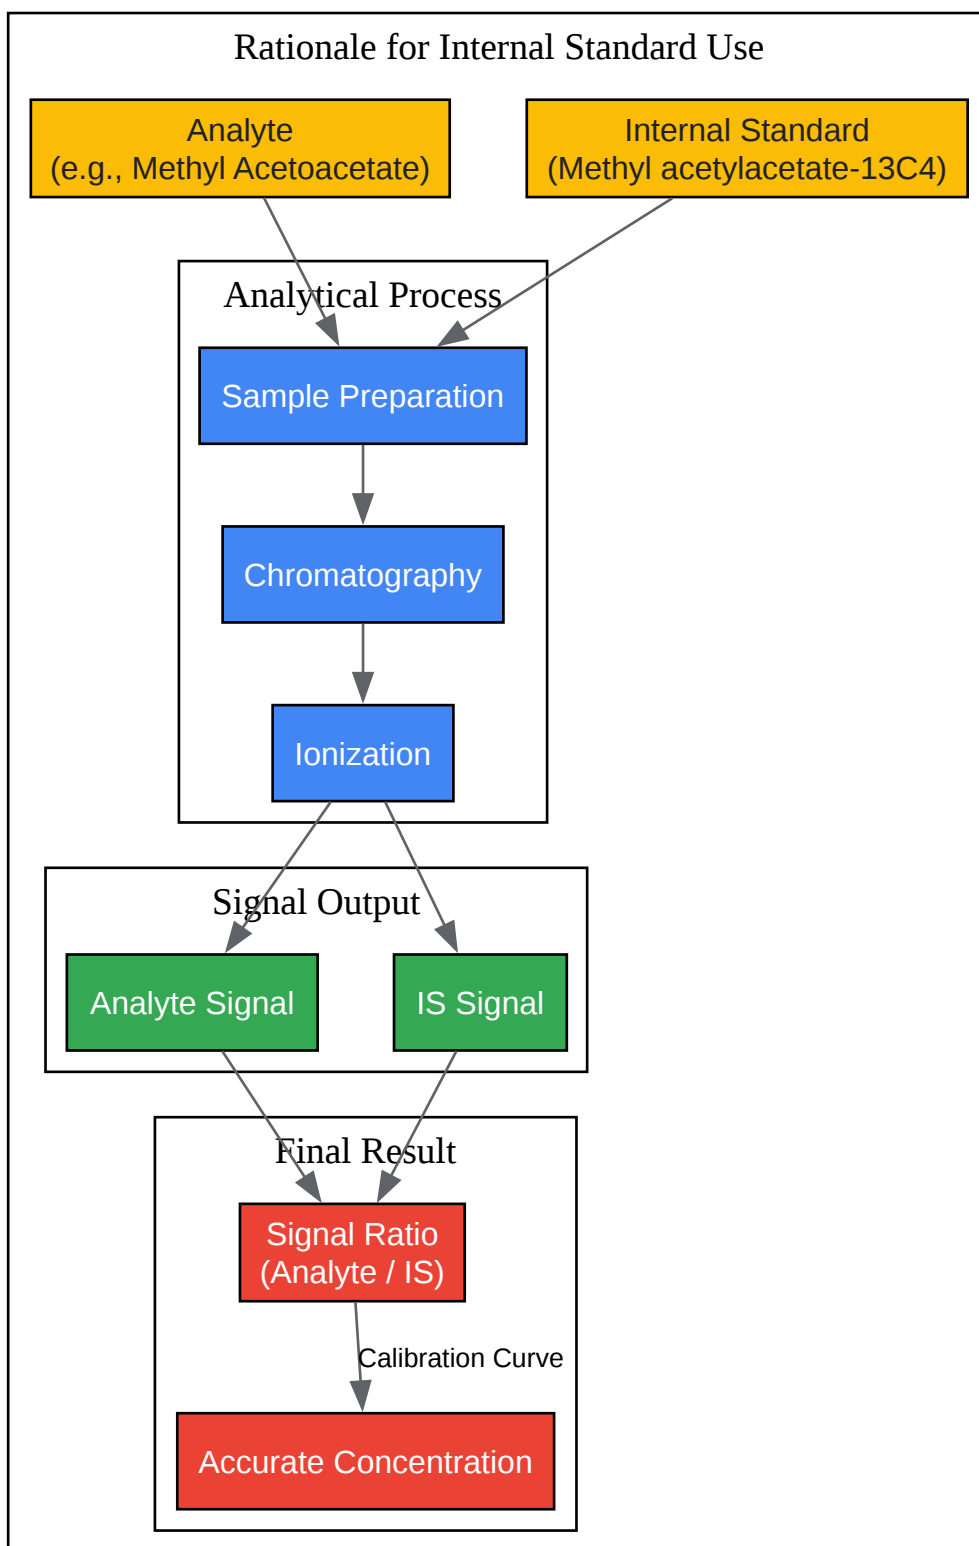 Rationale for Internal Standard Use
Analyte
(e.g., Methyl Acetoacetate)
Internal Standard
(Methyl acetylacetate-13C4)
Analytical Process
Sample Preparation
Chromatography
Ionization
Signal Output
Analyte Signal
IS Signal
Final Result
Signal Ratio
(Analyte / IS)
Calibration Curve
Accurate Concentration